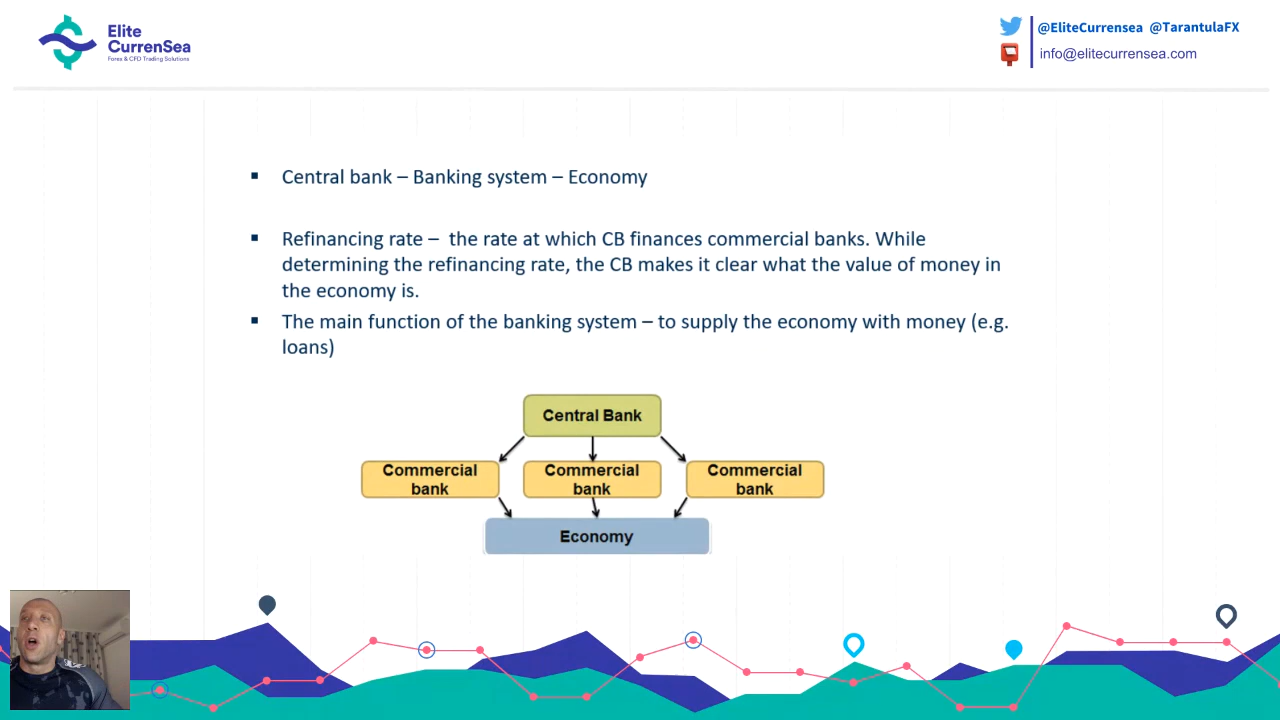 Elite
CurrenSea
Forex & CFD Trading Solutions
@EliteCurrensea @TarantulaFX
info@elitecurrensea.com
▪ Central bank – Banking system – Economy
▪ Refinancing rate – the rate at which CB finances commercial banks. While
determining the refinancing rate, the CB makes it clear what the value of money in
the economy is.
▪ The main function of the banking system – to supply the economy with money (e.g.
loans)
Central Bank
Commercial
bank
Commercial
bank
Commercial
bank
Economy